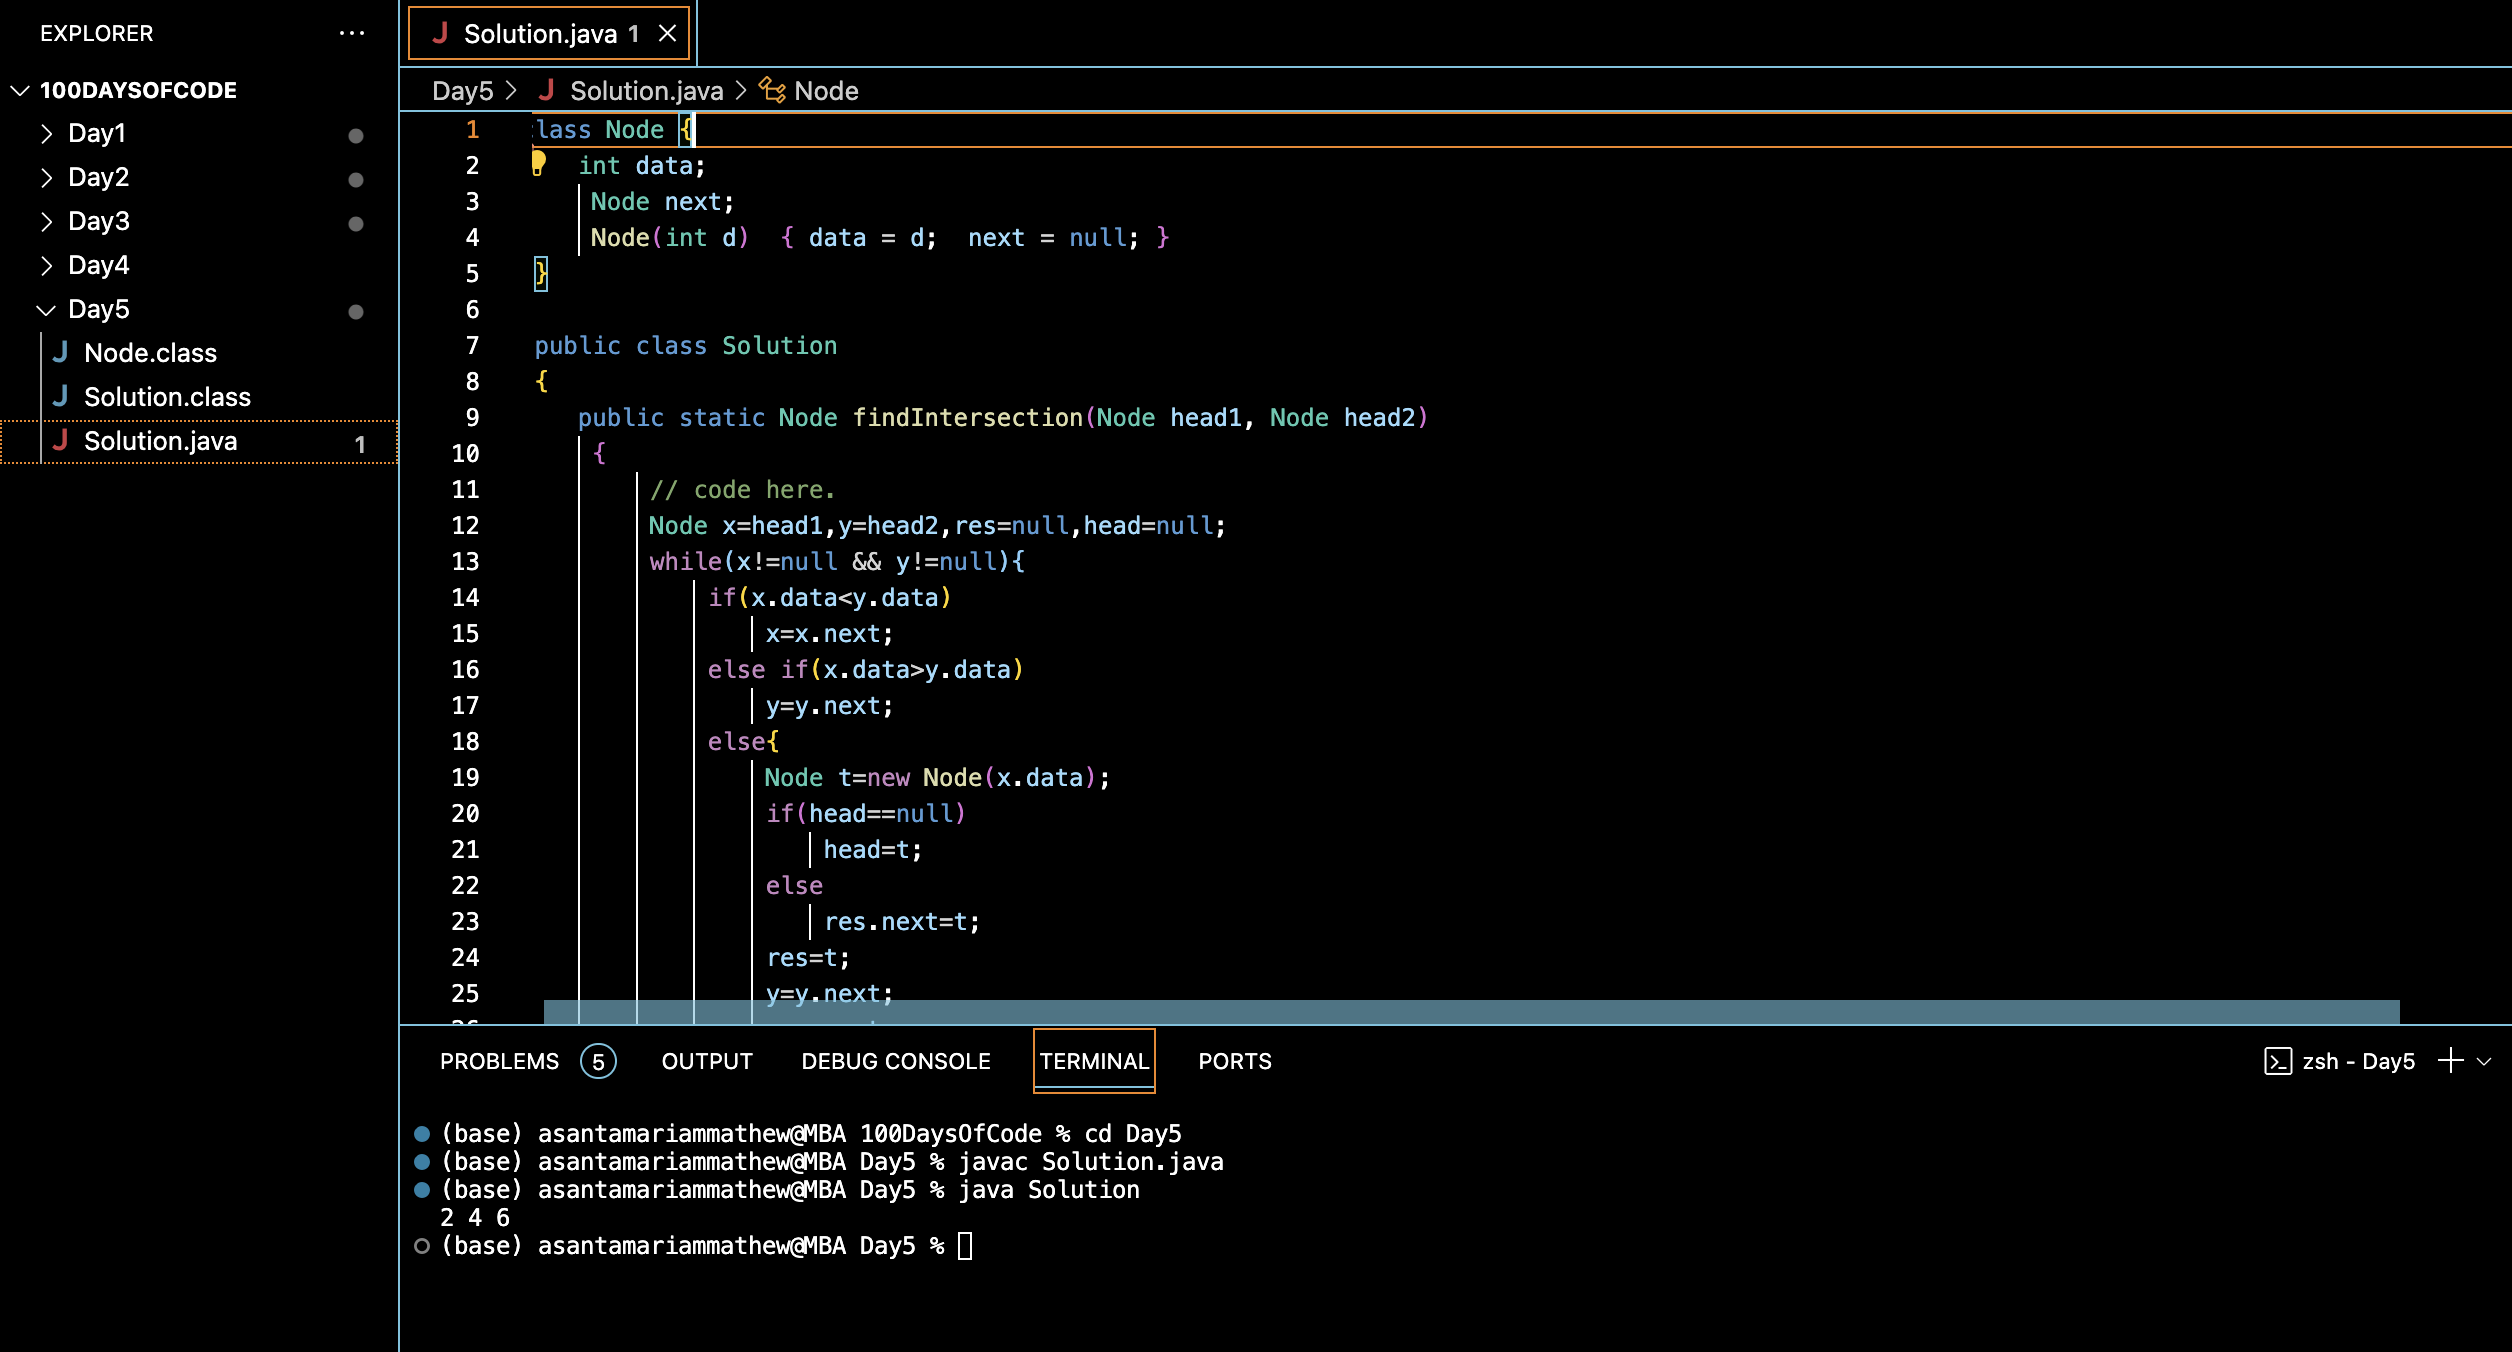 EXPLORER
100DAYSOFCODE
Day1
Day2
Day3
Day4
Day5
Node.class
Solution.class
Solution.java 1
Solution.java 1
Day5 > Solution.java > Node
1 lass Node {
2 int data;
3 Node next;
4 Node(int d)  { data = d;  next = null; }
5 }
6
7 public class Solution
8 {
9 public static Node findIntersection(Node head1, Node head2)
10 {
11 // code here.
12 Node x=head1,y=head2,res=null,head=null;
13 while(x!=null && y!=null){
14 if(x.data<y.data)
15 x=x.next;
16 else if(x.data>y.data)
17 y=y.next;
18 else{
19 Node t=new Node(x.data);
20 if(head==null)
21 head=t;
22 else
23 res.next=t;
24 res=t;
25 y=y.next;
PROBLEMS 5 OUTPUT DEBUG CONSOLE TERMINAL PORTS
zsh - Day5
(base) asantamariammathew@MBA 100DaysOfCode % cd Day5
(base) asantamariammathew@MBA Day5 % javac Solution.java
(base) asantamariammathew@MBA Day5 % java Solution
2 4 6
(base) asantamariammathew@MBA Day5 %